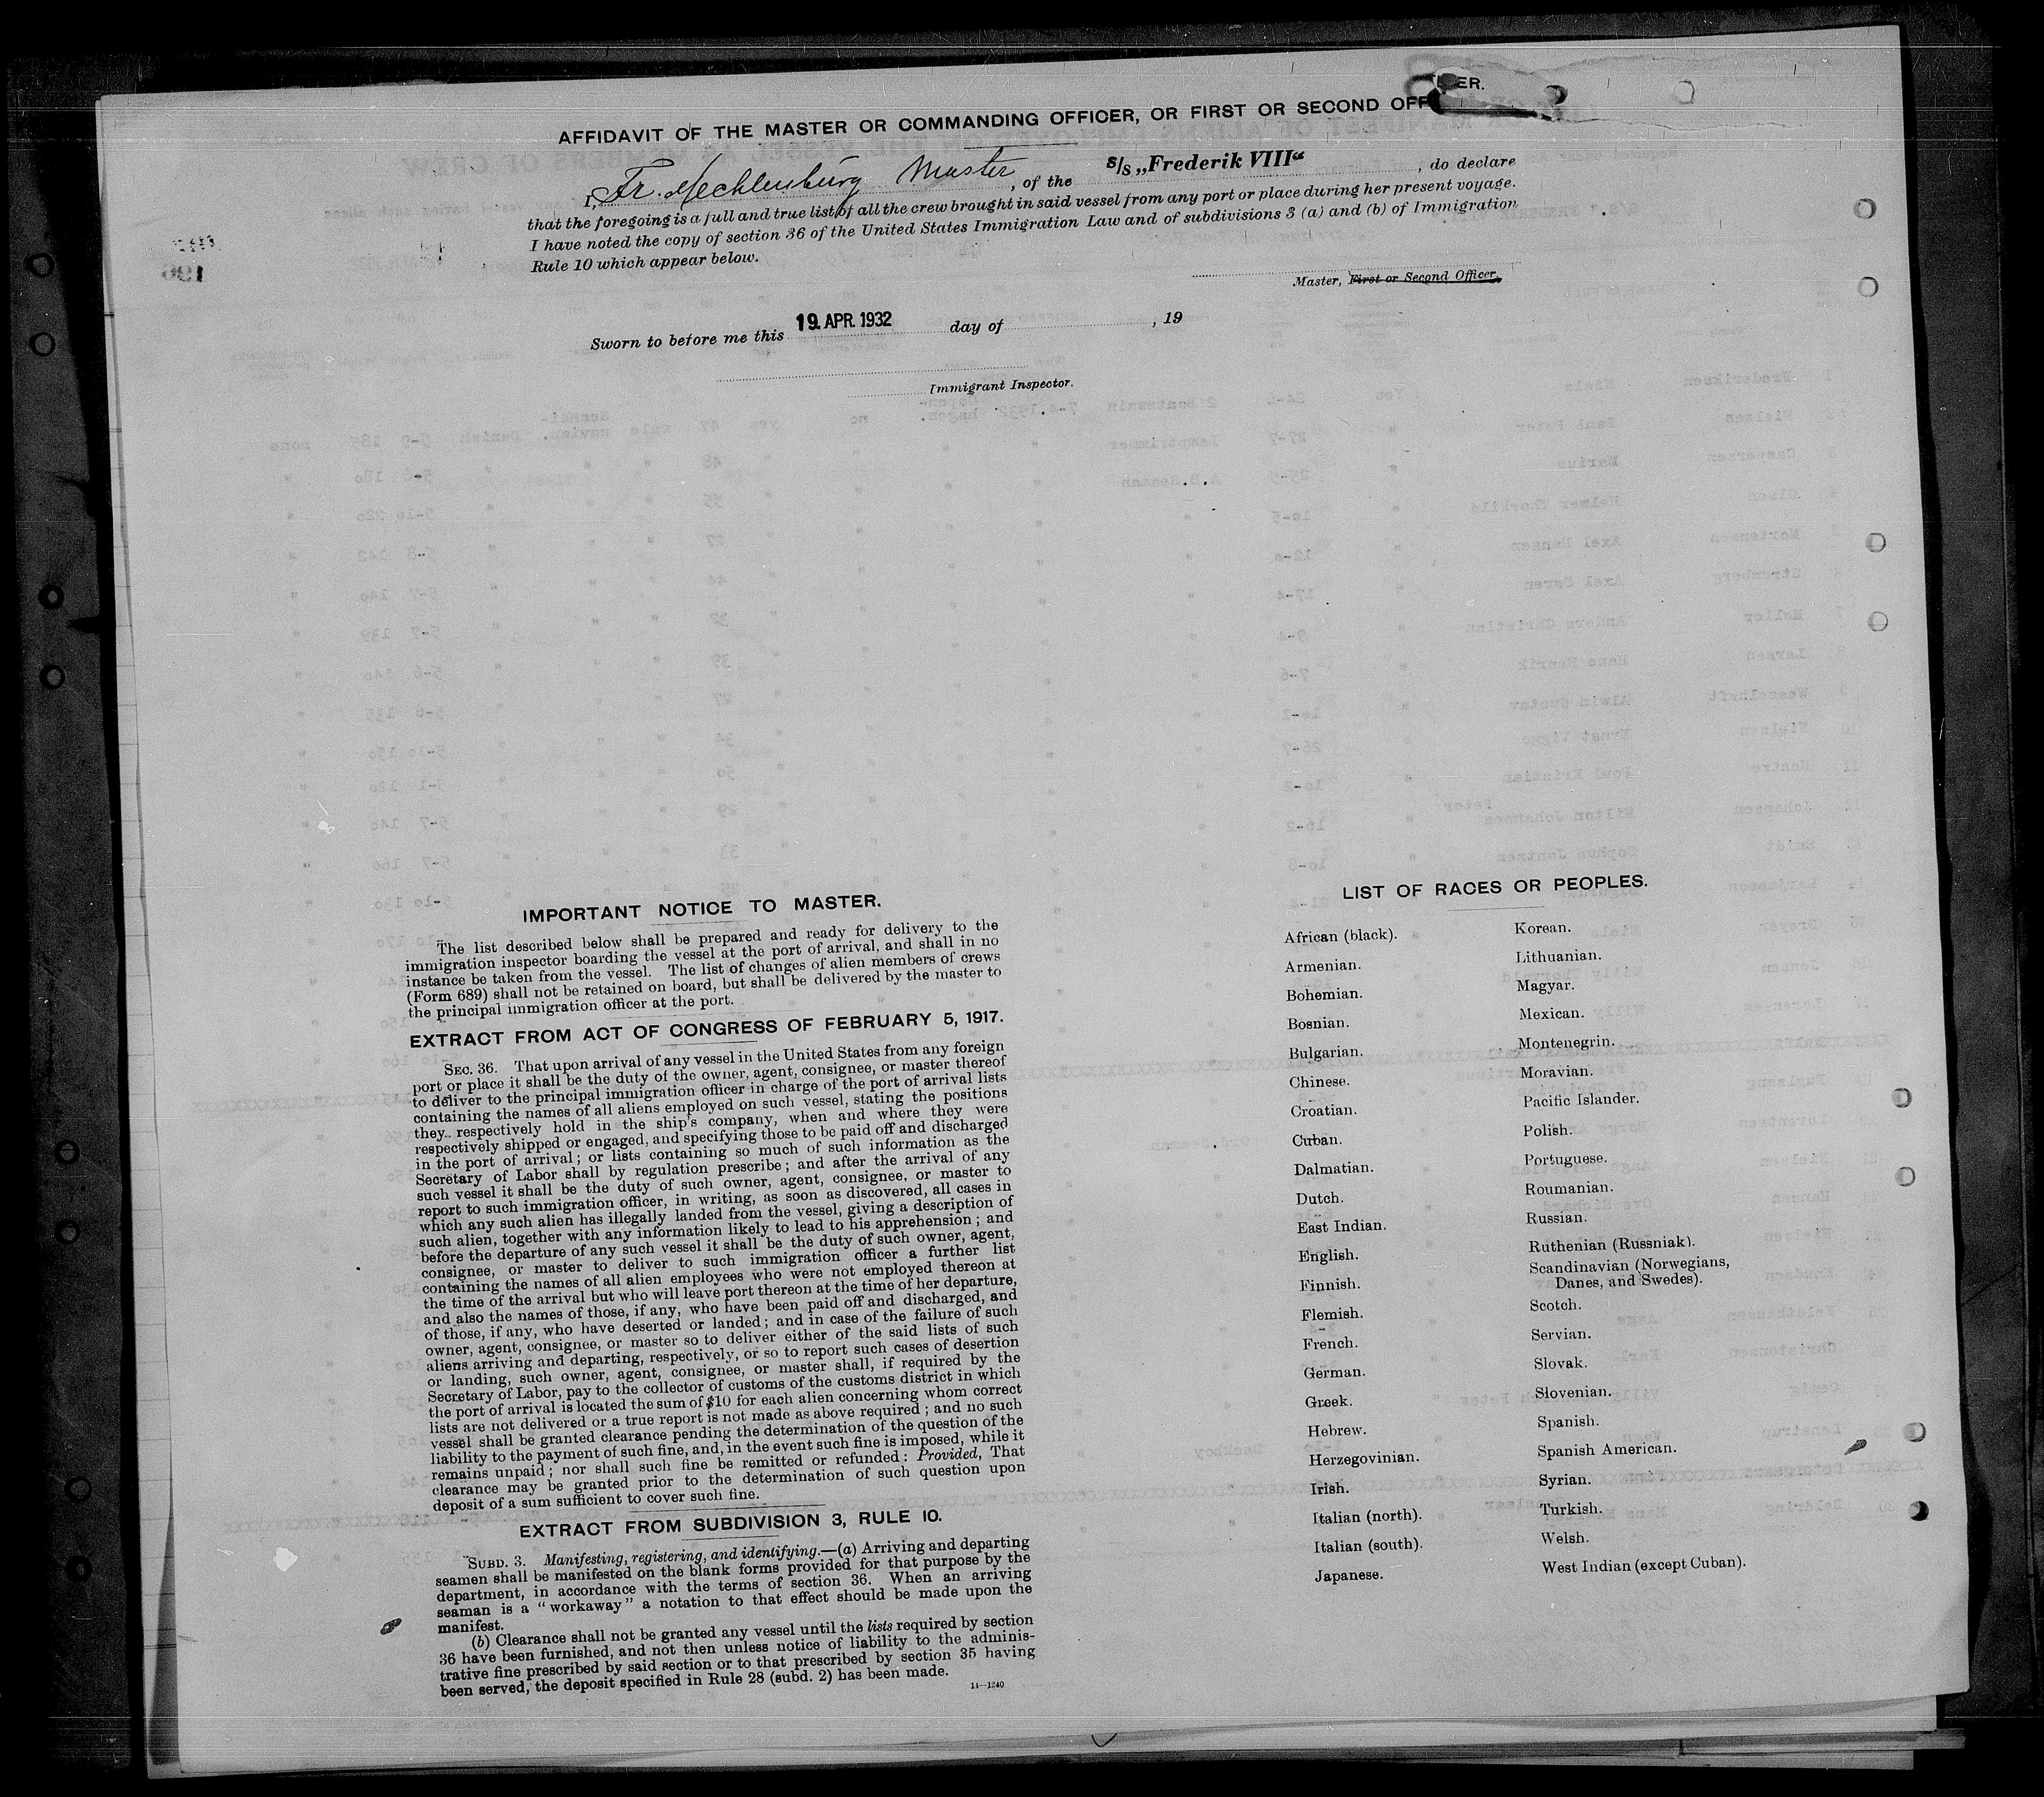 AFFIDAVIT OF THE MASTER OR COMMANDING OFFICER, OR FIRST OR SECOND OFF ER.
I, Fr. Mecklenburg Master, of the S/S „Frederik VIII“, do declare
that the foregoing is a full and true list of all the crew brought in said vessel from any port or place during her present voyage.
I have noted the copy of section 36 of the United States Immigration Law and of subdivisions 3 (a) and (b) of Immigration
Rule 10 which appear below.
Master, First or Second Officer.
Sworn to before me this 19. APR. 1932 day of , 19
Immigrant Inspector.
IMPORTANT NOTICE TO MASTER.
The list described below shall be prepared and ready for delivery to the
immigration inspector boarding the vessel at the port of arrival, and shall in no
instance be taken from the vessel. The list of changes of alien members of crews
(Form 689) shall not be retained on board, but shall be delivered by the master to
the principal immigration officer at the port.
EXTRACT FROM ACT OF CONGRESS OF FEBRUARY 5, 1917.
SEC. 36. That upon arrival of any vessel in the United States from any foreign
port or place it shall be the duty of the owner, agent, consignee, or master thereof
to deliver to the principal immigration officer in charge of the port of arrival lists
containing the names of all aliens employed on such vessel, stating the positions
they respectively hold in the ship's company, when and where they were
respectively shipped or engaged, and specifying those to be paid off and discharged
in the port of arrival; or lists containing so much of such information as the
Secretary of Labor shall by regulation prescribe; and after the arrival of any
such vessel it shall be the duty of such owner, agent, consignee, or master to
report to such immigration officer, in writing, as soon as discovered, all cases in
which any such alien has illegally landed from the vessel, giving a description of
such alien, together with any information likely to lead to his apprehension; and
before the departure of any such vessel it shall be the duty of such owner, agent,
consignee, or master to deliver to such immigration officer a further list
containing the names of all alien employees who were not employed thereon at
the time of the arrival but who will leave port thereon at the time of her departure,
and also the names of those, if any, who have been paid off and discharged, and
of those, if any, who have deserted or landed; and in case of the failure of such
owner, agent, consignee, or master so to deliver either of the said lists of such
aliens arriving and departing, respectively, or so to report such cases of desertion
or landing, such owner, agent, consignee, or master shall, if required by the
Secretary of Labor, pay to the collector of customs of the customs district in which
the port of arrival is located the sum of $10 for each alien concerning whom correct
lists are not delivered or a true report is not made as above required; and no such
vessel shall be granted clearance pending the determination of the question of the
liability to the payment of such fine, and, in the event such fine is imposed, while it
remains unpaid; nor shall such fine be remitted or refunded: Provided, That
clearance may be granted prior to the determination of such question upon
deposit of a sum sufficient to cover such fine.
EXTRACT FROM SUBDIVISION 3, RULE 10.
SUBD. 3. Manifesting, registering, and identifying.—(a) Arriving and departing
seamen shall be manifested on the blank forms provided for that purpose by the
department, in accordance with the terms of section 36. When an arriving
seaman is a "workaway" a notation to that effect should be made upon the
manifest.
(b) Clearance shall not be granted any vessel until the lists required by section
36 have been furnished, and not then unless notice of liability to the adminis-
trative fine prescribed by said section or to that prescribed by section 35 having
been served, the deposit specified in Rule 28 (subd. 2) has been made.
14—1240
LIST OF RACES OR PEOPLES.
African (black).
Armenian.
Bohemian.
Bosnian.
Bulgarian.
Chinese.
Croatian.
Cuban.
Dalmatian.
Dutch.
East Indian.
English.
Finnish.
Flemish.
French.
German.
Greek.
Hebrew.
Herzegovinian.
Irish.
Italian (north).
Italian (south).
Japanese.
Korean.
Lithuanian.
Magyar.
Mexican.
Montenegrin.
Moravian.
Pacific Islander.
Polish.
Portuguese.
Roumanian.
Russian.
Ruthenian (Russniak).
Scandinavian (Norwegians,
Danes, and Swedes).
Scotch.
Servian.
Slovak.
Slovenian.
Spanish.
Spanish American.
Syrian.
Turkish.
Welsh.
West Indian (except Cuban).